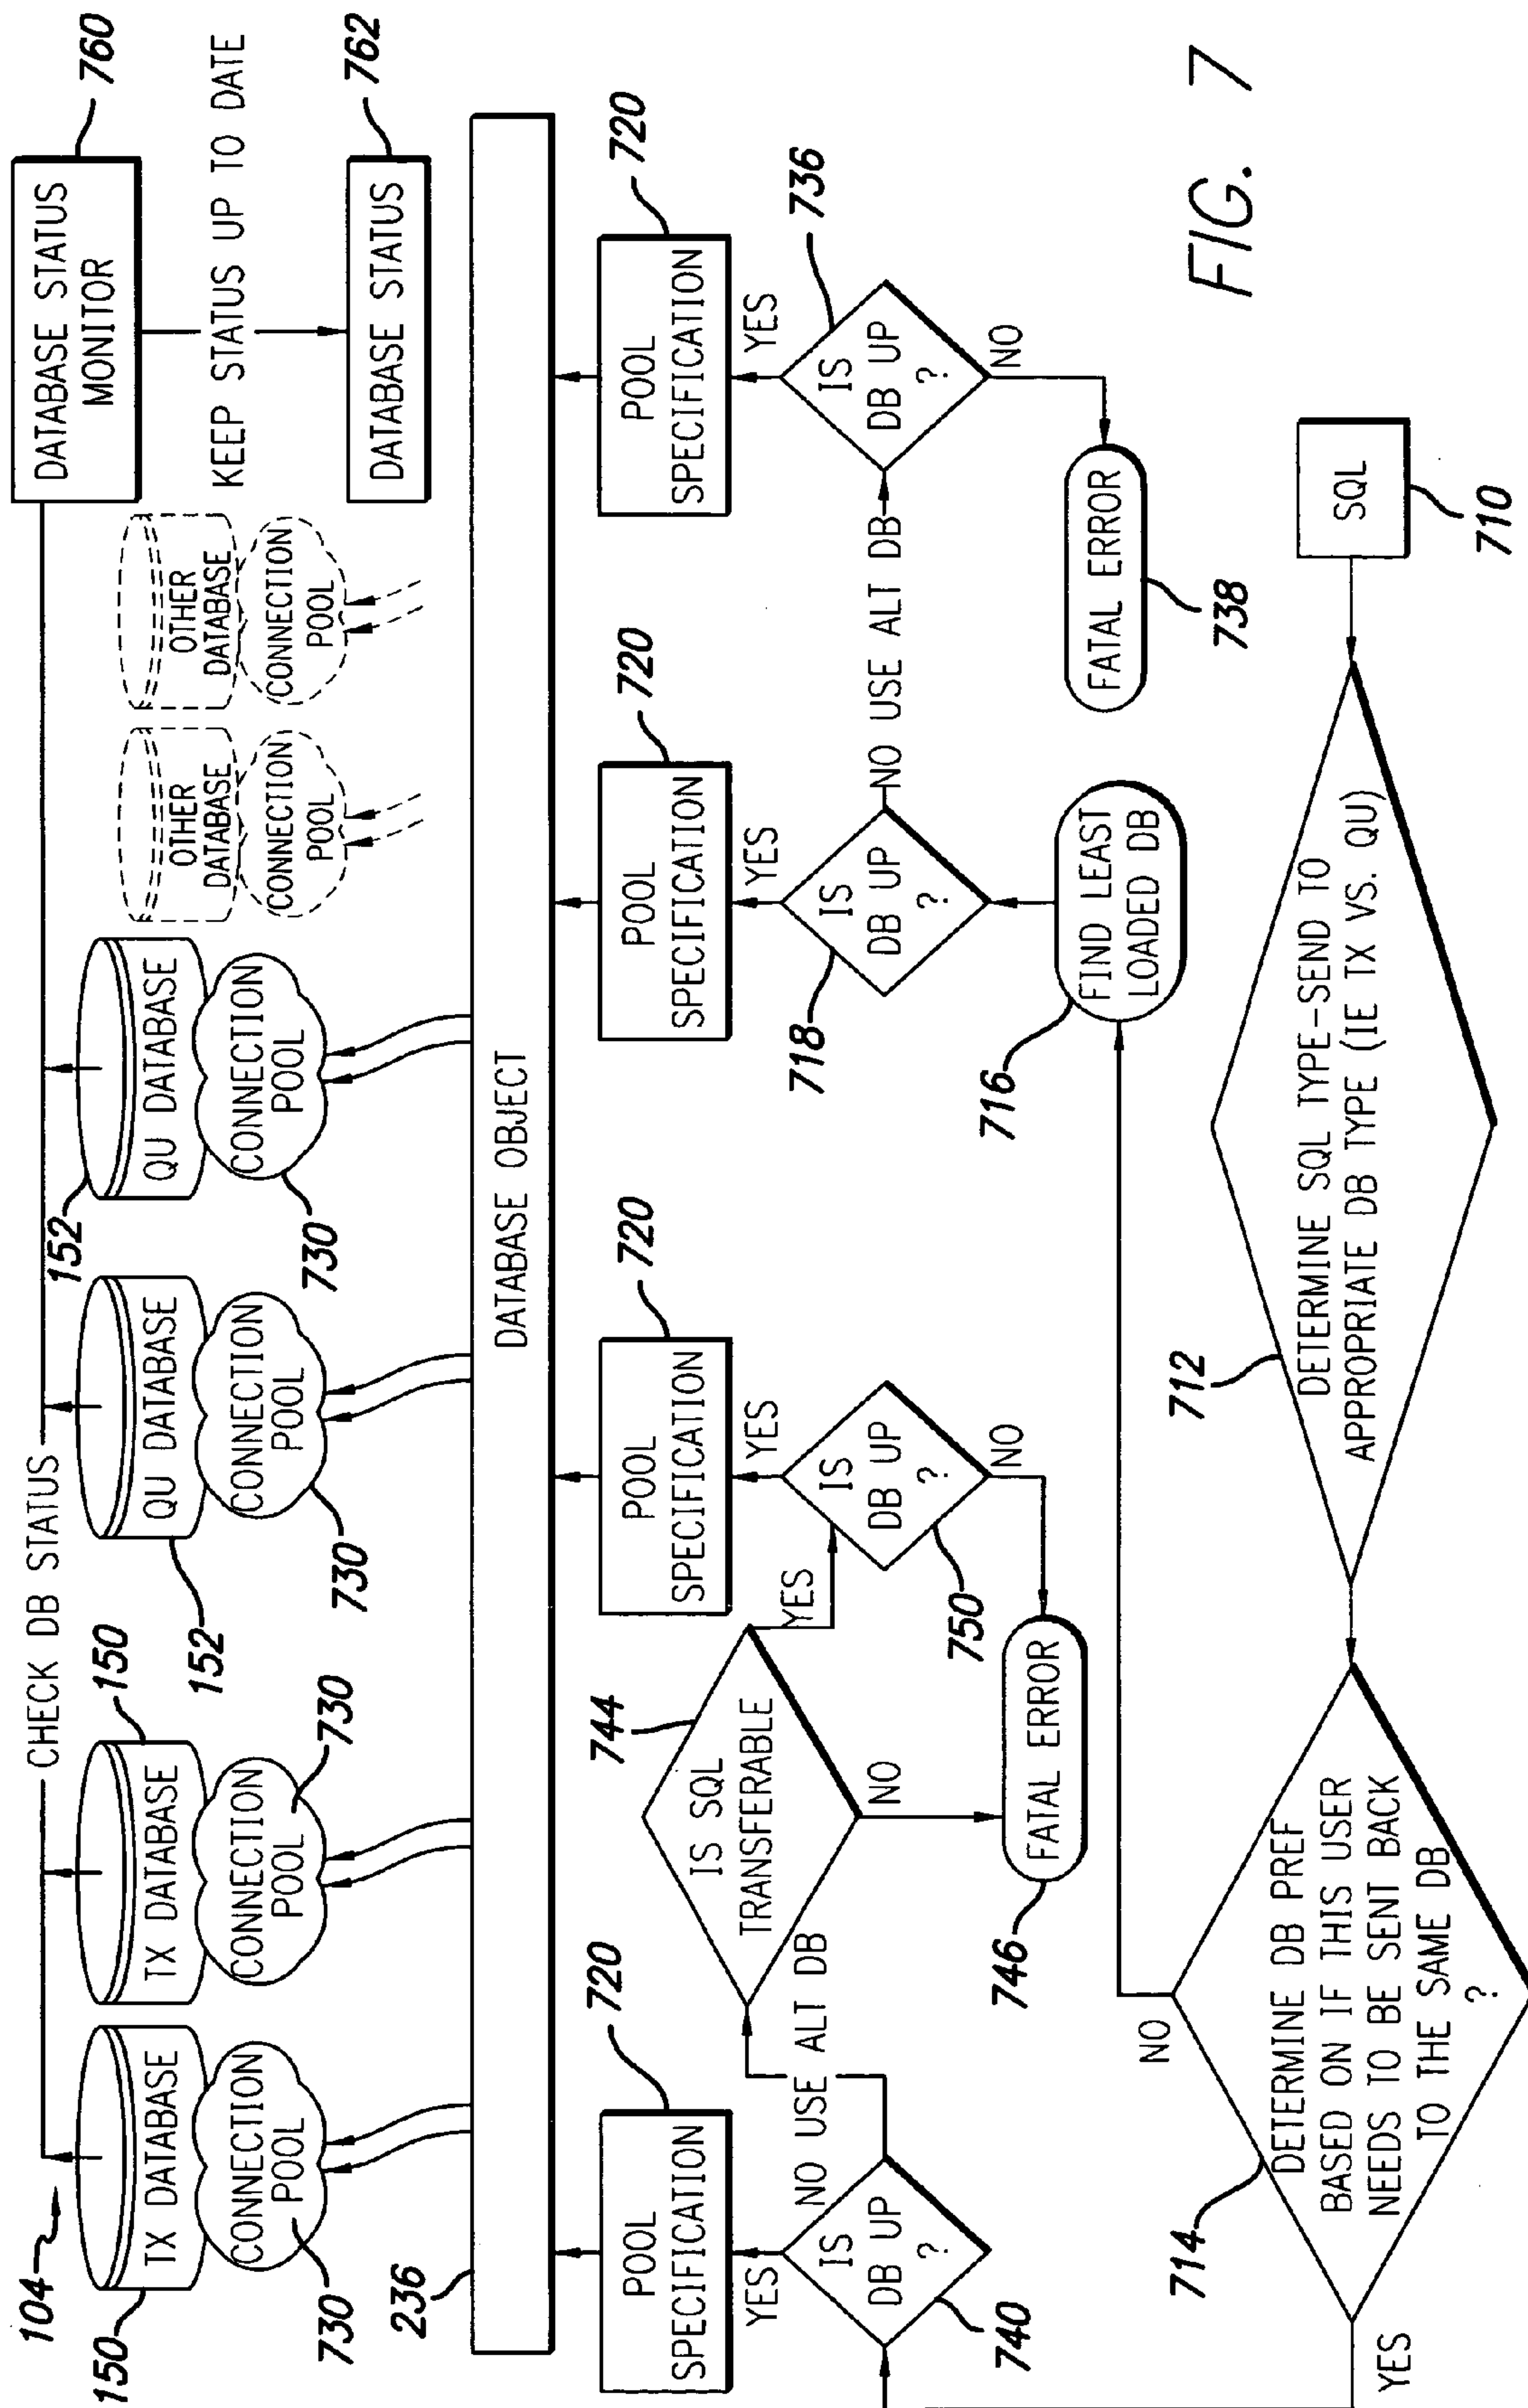 104
CHECK DB STATUS
DATABASE STATUS
MONITOR
760
150
TX DATABASE
CONNECTION
POOL
730
150
TX DATABASE
CONNECTION
POOL
730
152
QU DATABASE
CONNECTION
POOL
730
152
QU DATABASE
CONNECTION
POOL
730
OTHER
DATABASE
CONNECTION
POOL
OTHER
DATABASE
CONNECTION
POOL
KEEP STATUS UP TO DATE
DATABASE STATUS
762
236
DATABASE OBJECT
POOL
SPECIFICATION
720
POOL
SPECIFICATION
720
POOL
SPECIFICATION
720
POOL
SPECIFICATION
720
YES
IS
DB UP
?
740
NO USE ALT DB
IS SQL
TRANSFERABLE
744
YES
NO
YES
IS
DB UP
?
750
NO
FATAL ERROR
746
YES
IS
DB UP
?
718
NO USE ALT DB
YES
IS
DB UP
?
736
NO
FATAL ERROR
738
FIND LEAST
LOADED DB
716
NO
DETERMINE DB PREF
BASED ON IF THIS USER
NEEDS TO BE SENT BACK
TO THE SAME DB
?
714
YES
DETERMINE SQL TYPE-SEND TO
APPROPRIATE DB TYPE (IE TX VS. QU)
712
SQL
710
FIG. 7